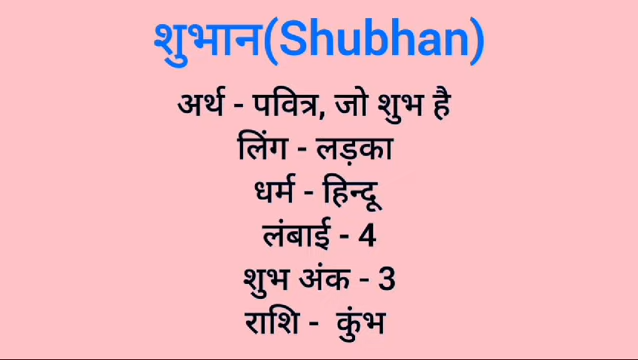 शुभान(Shubhan)
अर्थ - पवित्र, जो शुभ है
लिंग - लड़का
धर्म - हिन्दू
लंबाई - 4
शुभ अंक - 3
राशि - कुंभ